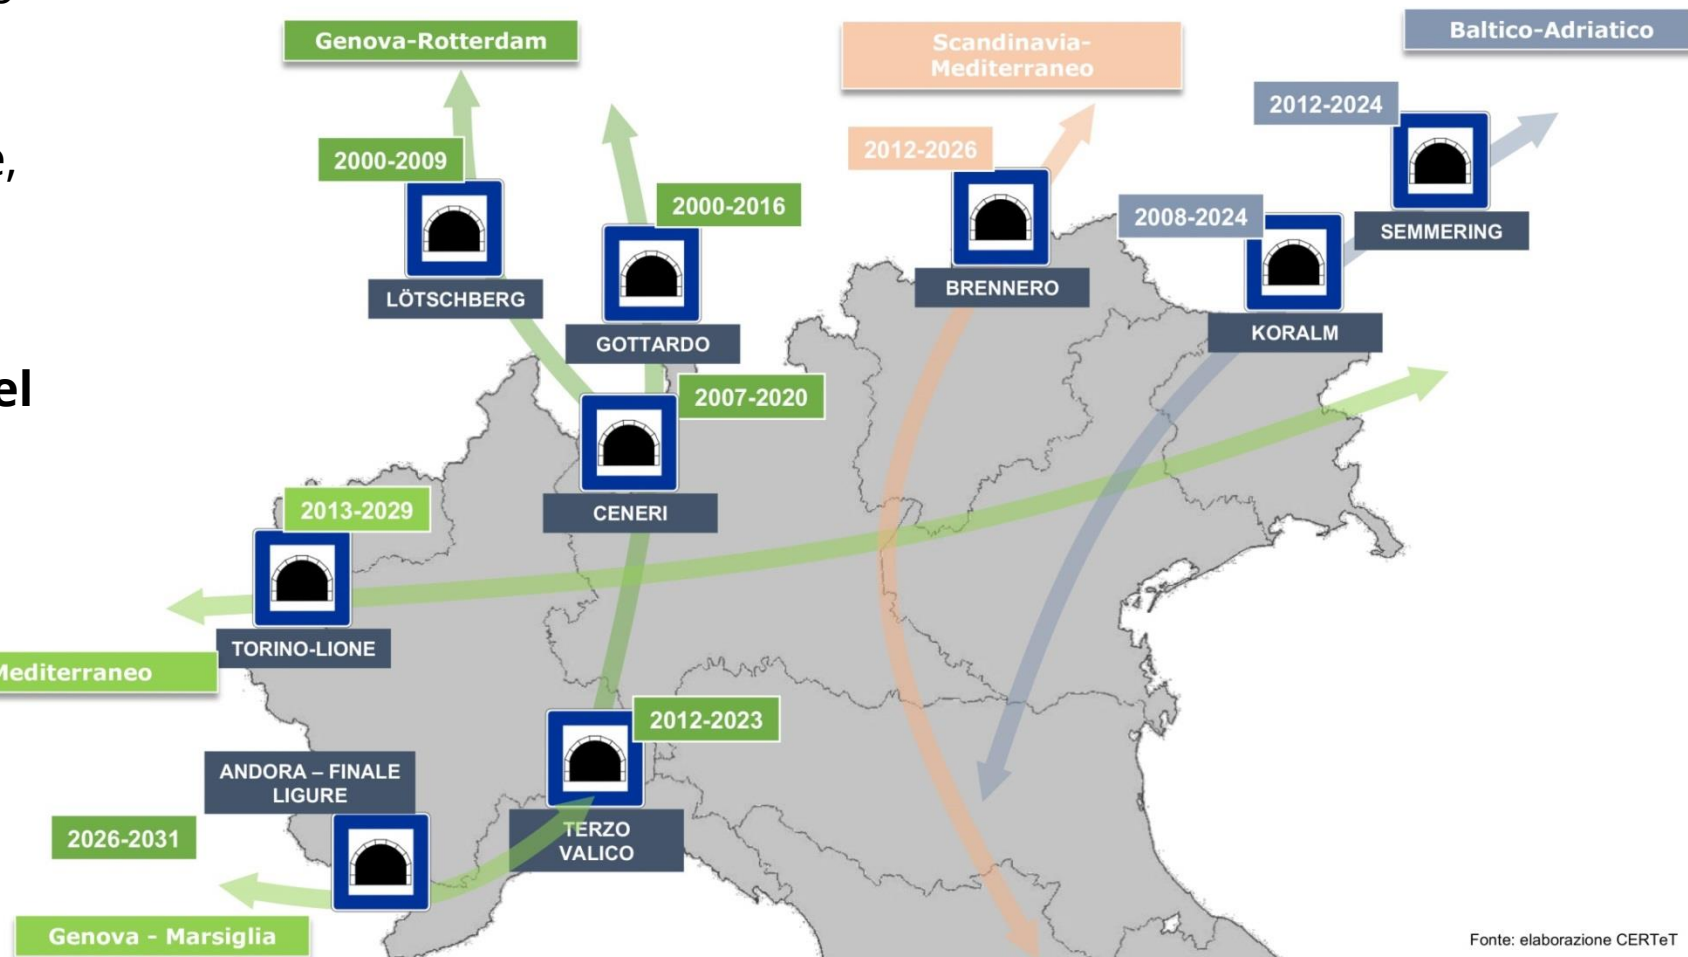 e,
el
Genova-Rotterdam
Scandinavia-
Mediterraneo
Baltico-Adriatico
2012-2024
2000-2009
2012-2026
2000-2016
2008-2024
SEMMERING
LÖTSCHBERG
BRENNERO
GOTTARDO
KORALM
2007-2020
2013-2029
CENERI
TORINO-LIONE
Mediterraneo
2012-2023
ANDORA – FINALE
LIGURE
2026-2031
TERZO
VALICO
Genova - Marsiglia
Fonte: elaborazione CERTeT